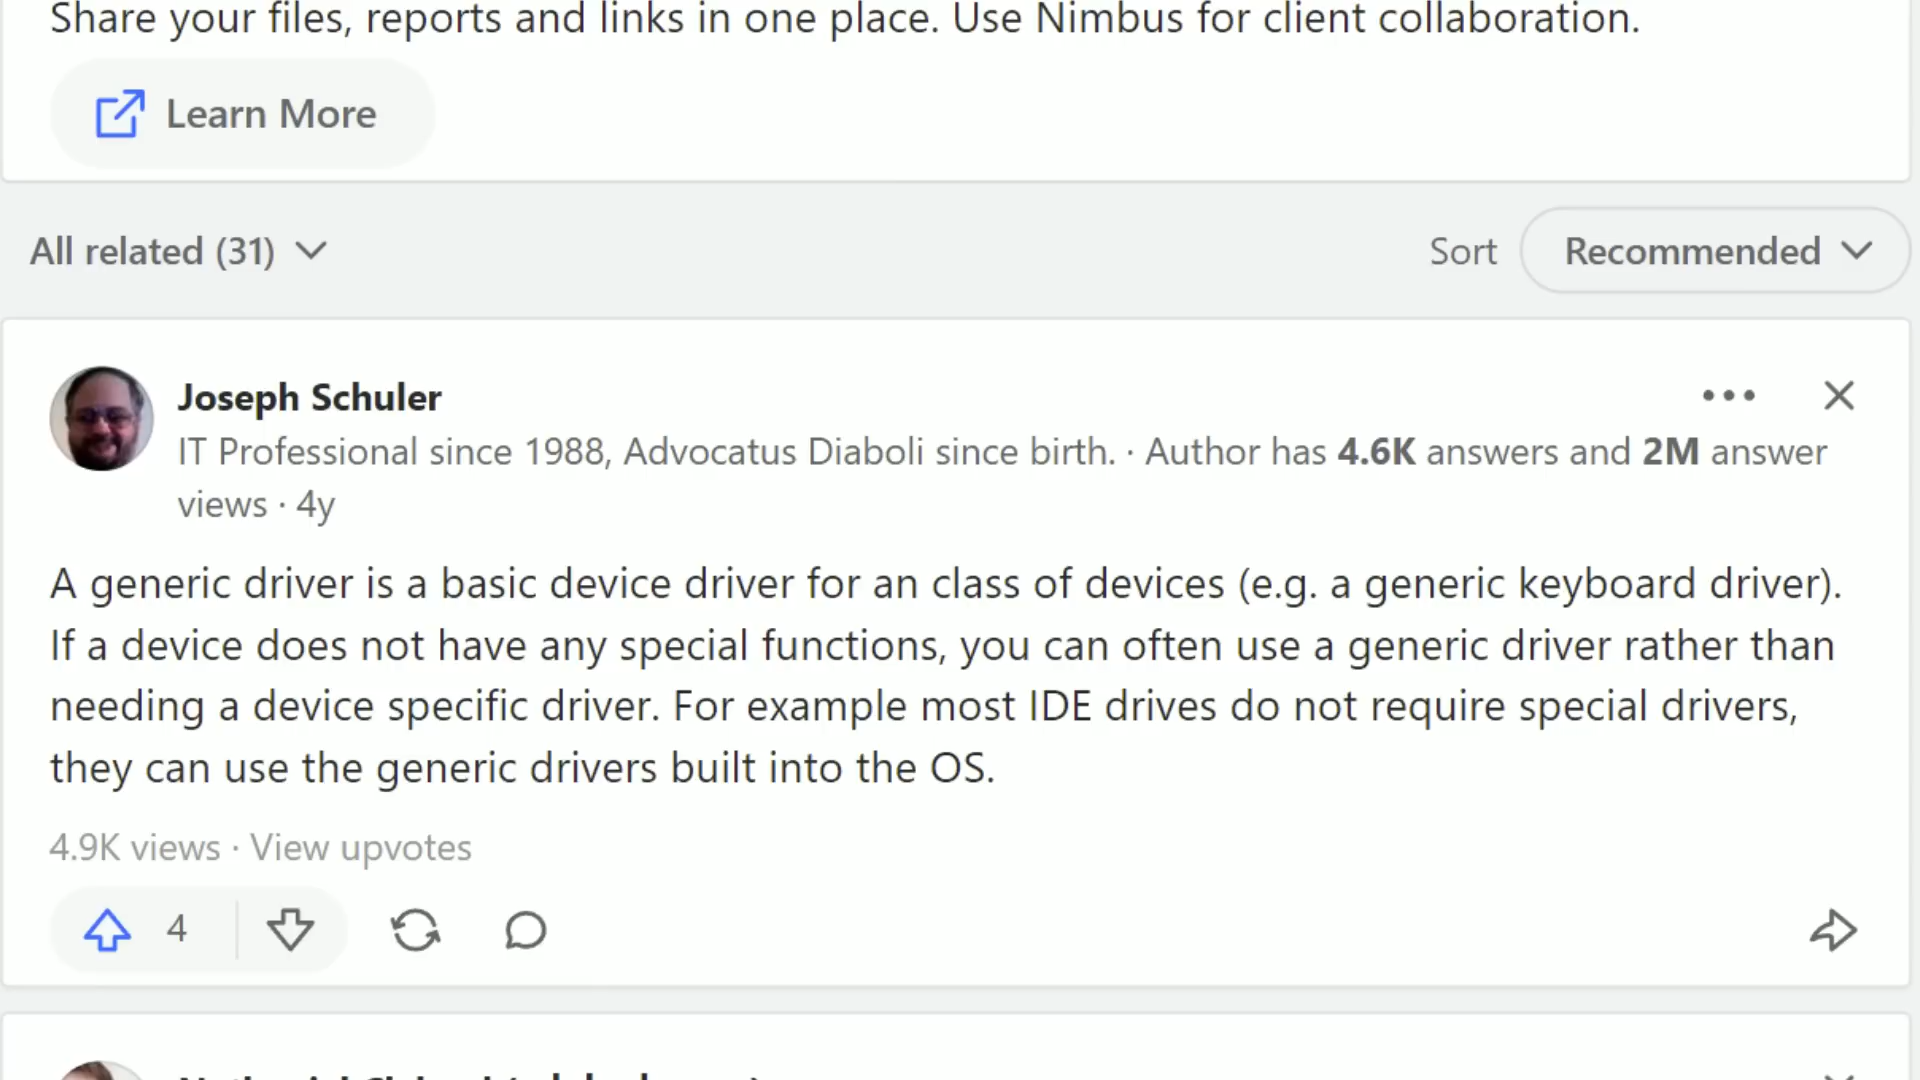 Share your files, reports and links in one place. Use Nimbus for client collaboration.
Learn More
All related (31)
Sort
Recommended
Joseph Schuler
IT Professional since 1988, Advocatus Diaboli since birth. · Author has 4.6K answers and 2M answer
views · 4y
A generic driver is a basic device driver for an class of devices (e.g. a generic keyboard driver).
If a device does not have any special functions, you can often use a generic driver rather than
needing a device specific driver. For example most IDE drives do not require special drivers,
they can use the generic drivers built into the OS.
4.9K views · View upvotes
4